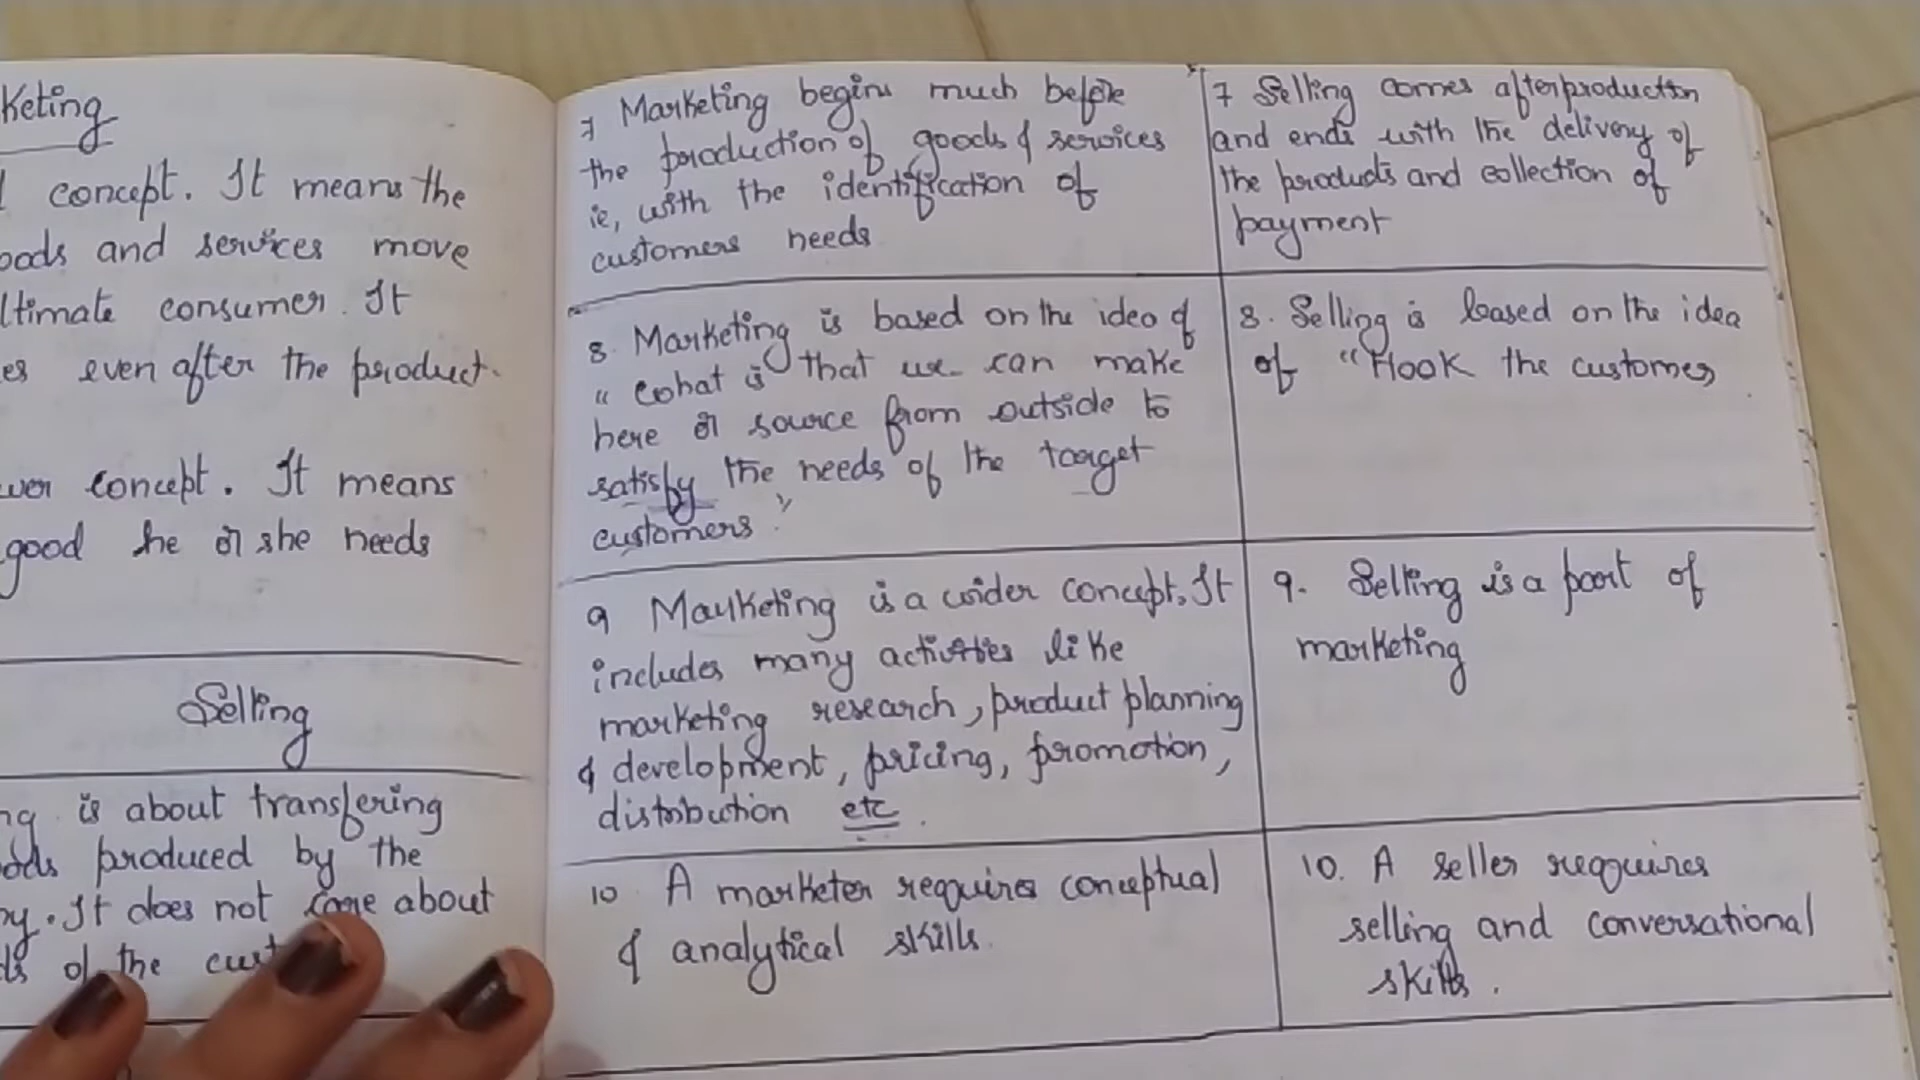 keting
concept. It means the
oods and services move
ltimate consumer. It
es even after the product.
wer concept. It means
good he or she needs
Selling
ng is about transfering
ods produced by the
ny. It does not care about
ds of the cust
7 Marketing begins much before
the production of goods & services
ie, with the identification of
customers needs
7 Selling comes after production
and ends with the delivery of
the products and collection of
payment
8. Marketing is based on the idea of
"what is that we can make
here or source from outside to
satisfy the needs of the target
customers"
8. Selling is based on the idea
of "Hook the customer
9 Marketing is a wider concept. It
includes many activities like
marketing research, product planning
& development, pricing, promotion,
distribution etc.
9. Selling is a part of
marketing
10 A marketer requires conceptual
& analytical skills.
10. A seller requires
selling and conversational
skills.